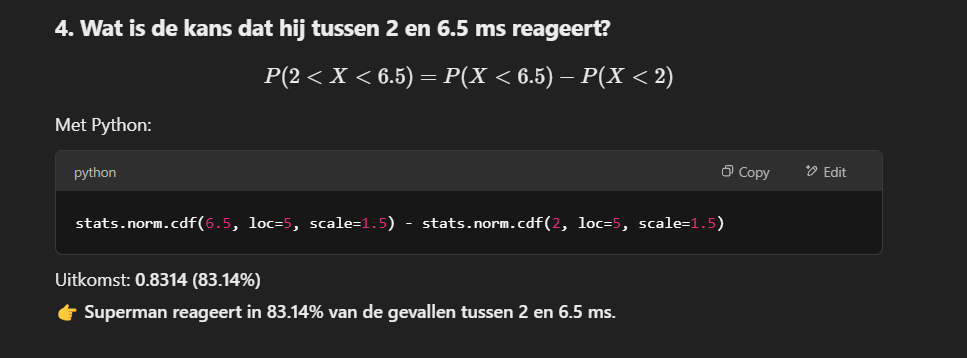 4. Wat is de kans dat hij tussen 2 en 6.5 ms reageert?
P(2 < X < 6.5) = P(X < 6.5) − P(X < 2)
Met Python:
python Copy Edit
stats.norm.cdf(6.5, loc=5, scale=1.5) - stats.norm.cdf(2, loc=5, scale=1.5)
Uitkomst: 0.8314 (83.14%)
👉 Superman reageert in 83.14% van de gevallen tussen 2 en 6.5 ms.